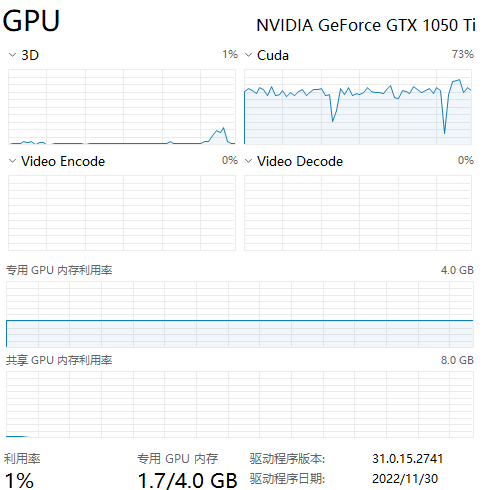 GPU NVIDIA GeForce GTX 1050 Ti
3D 1% Cuda 73%
Video Encode 0% Video Decode 0%
专用 GPU 内存利用率 4.0 GB
共享 GPU 内存利用率 8.0 GB
利用率 专用 GPU 内存 驱动程序版本: 31.0.15.2741
1% 1.7/4.0 GB 驱动程序日期: 2022/11/30